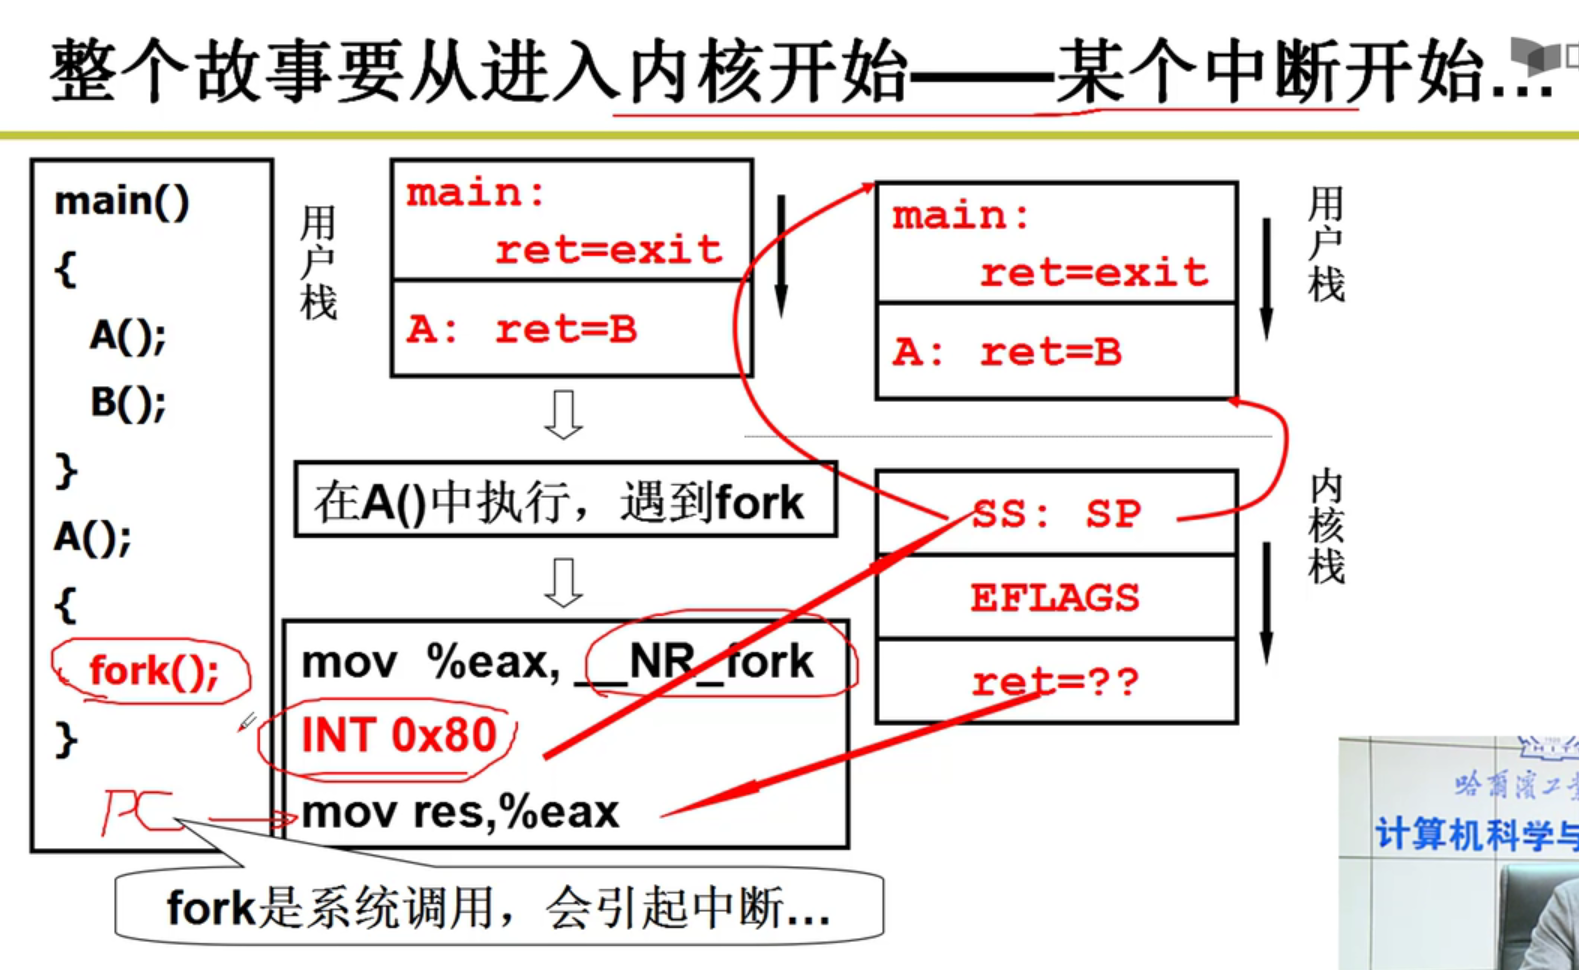 整个故事要从进入内核开始——某个中断开始…
main()
{
A();
B();
}
A();
{
fork();
}
PC
用户栈
main:
ret=exit
A: ret=B
在A()中执行，遇到fork
mov %eax, __NR_fork
INT 0x80
mov res,%eax
fork是系统调用，会引起中断…
main:
ret=exit
A: ret=B
用户栈
SS: SP
EFLAGS
ret=??
内核栈
哈尔滨工
计算机科学与